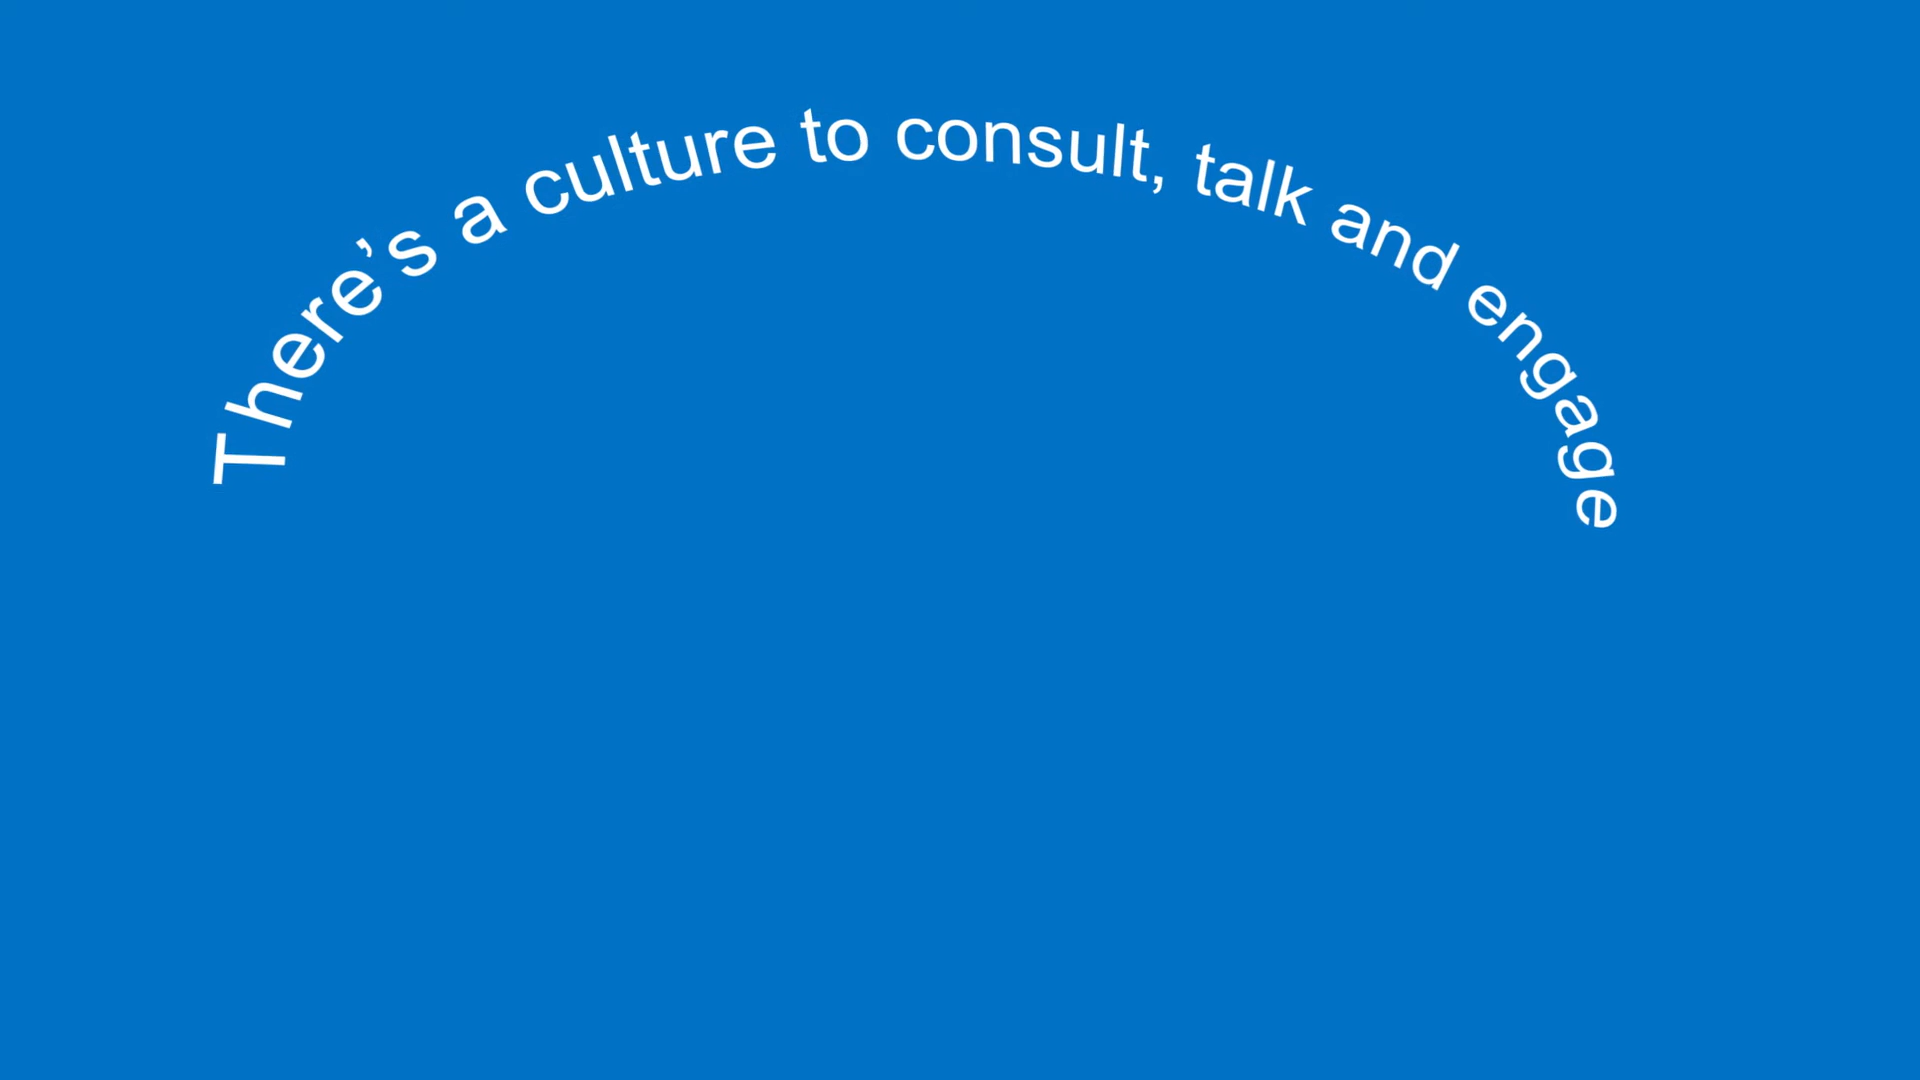 There’s a culture to consult, talk and engage